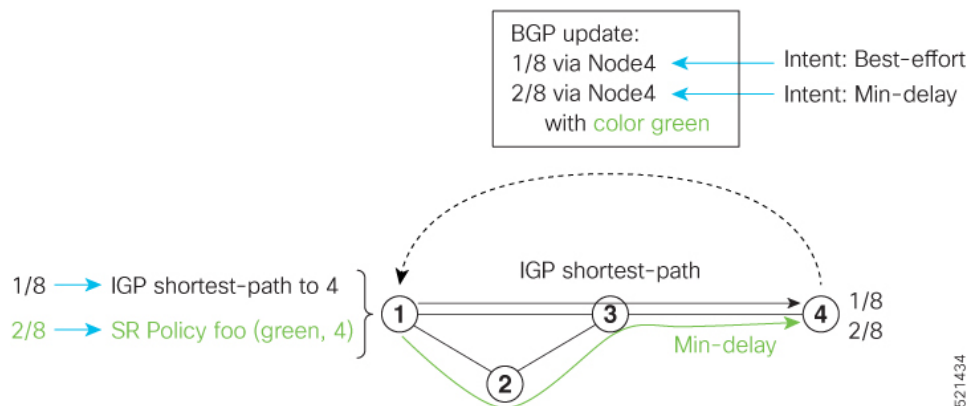 BGP update:
1/8 via Node4
Intent: Best-effort
2/8 via Node4
Intent: Min-delay
with color green
IGP shortest-path
1/8
IGP shortest-path to 4
2/8
SR Policy foo (green, 4)
1
3
4
1/8
2/8
Min-delay
2
521434